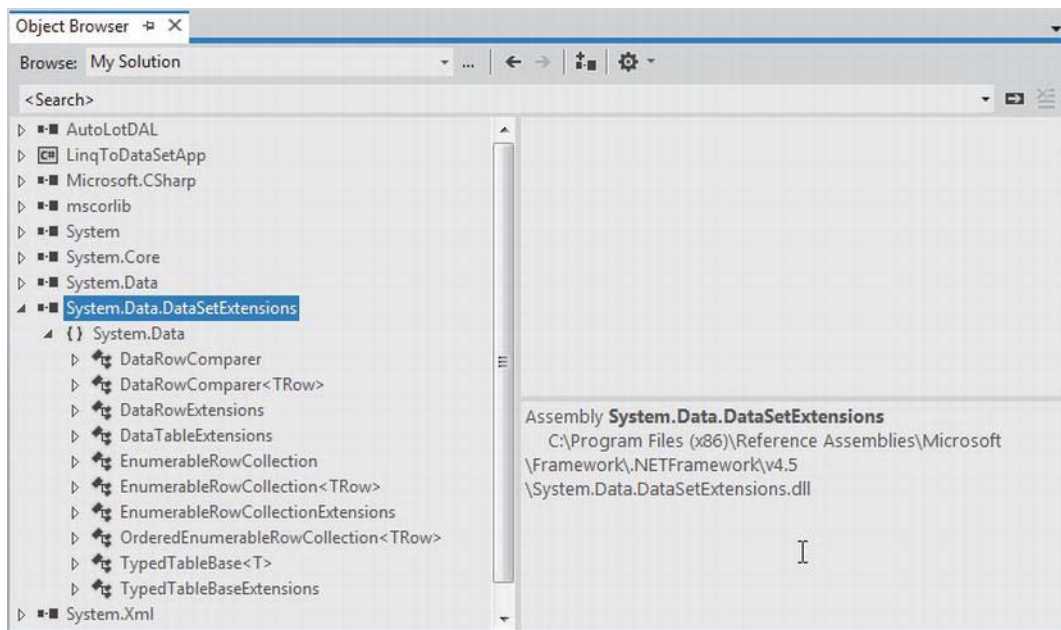 Object Browser
Browse: My Solution
...
<Search>
AutoLotDAL
C# LinqToDataSetApp
Microsoft.CSharp
mscorlib
System
System.Core
System.Data
System.Data.DataSetExtensions
{} System.Data
DataRowComparer
DataRowComparer<TRow>
DataRowExtensions
DataTableExtensions
EnumerableRowCollection
EnumerableRowCollection<TRow>
EnumerableRowCollectionExtensions
OrderedEnumerableRowCollection<TRow>
TypedTableBase<T>
TypedTableBaseExtensions
System.Xml
Assembly System.Data.DataSetExtensions
C:\Program Files (x86)\Reference Assemblies\Microsoft
\Framework\.NETFramework\v4.5
\System.Data.DataSetExtensions.dll